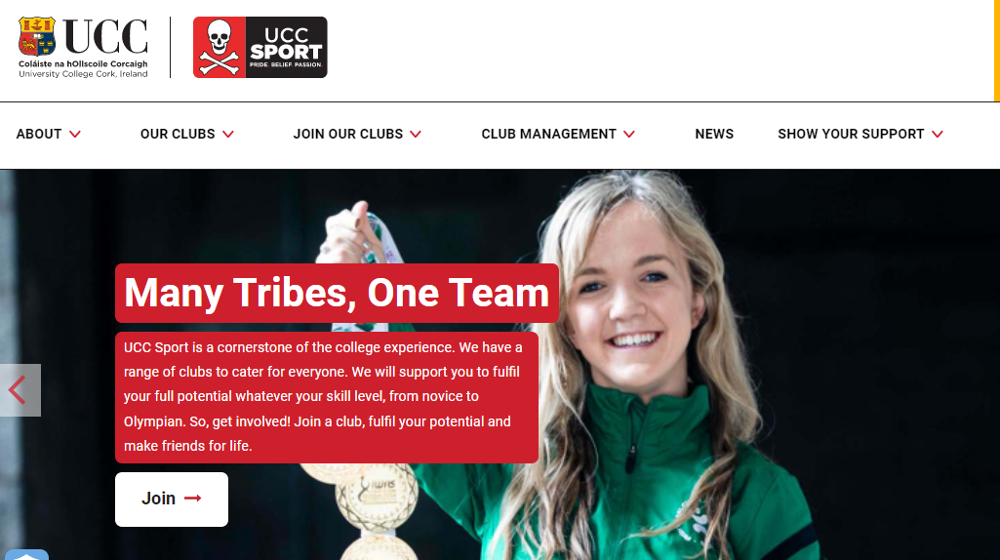 UCC
Coláiste na hOllscoile Corcaigh
University College Cork, Ireland
UCC
SPORT
PRIDE. BELIEF. PASSION.
ABOUT
OUR CLUBS
JOIN OUR CLUBS
CLUB MANAGEMENT
NEWS
SHOW YOUR SUPPORT
Many Tribes, One Team
UCC Sport is a cornerstone of the college experience. We have a
range of clubs to cater for everyone. We will support you to fulfil
your full potential whatever your skill level, from novice to
Olympian. So, get involved! Join a club, fulfil your potential and
make friends for life.
Join